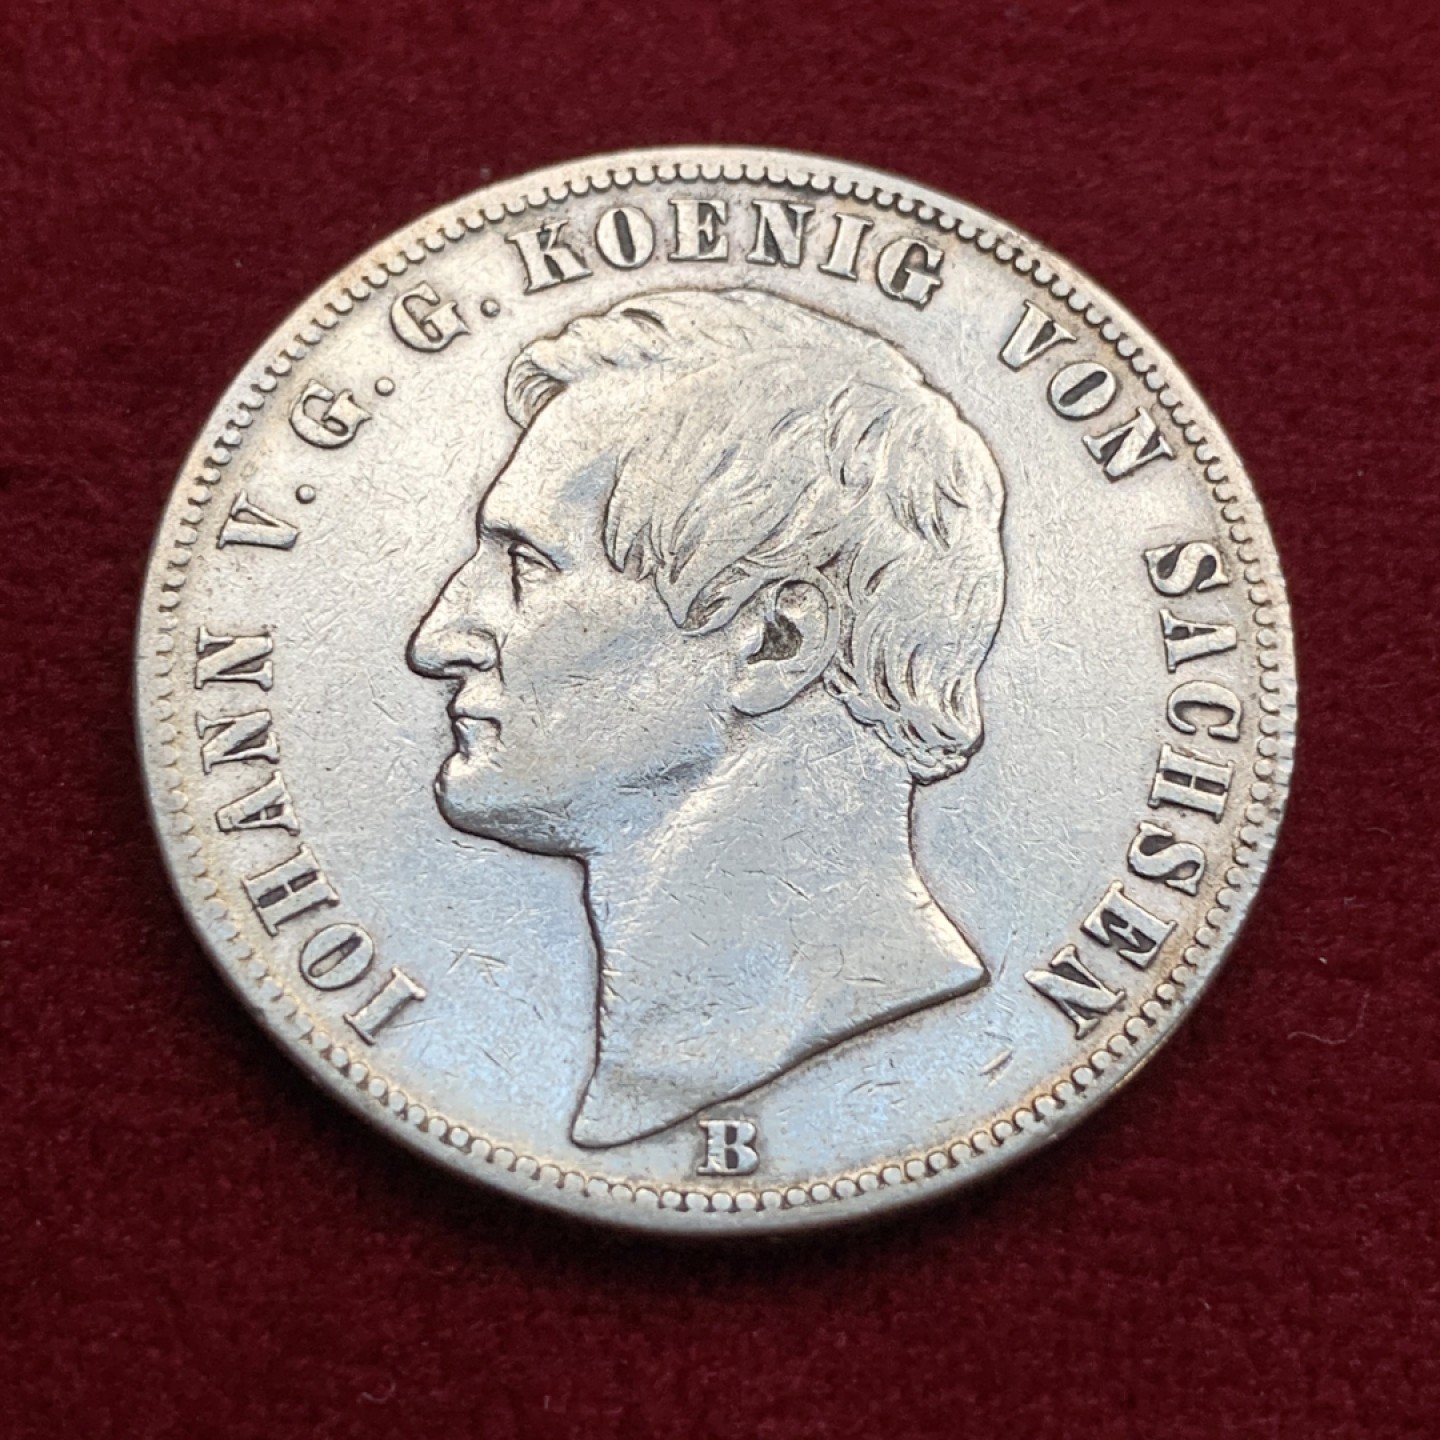 IOHANN V. G. G. KOENIG VON SACHSEN
B